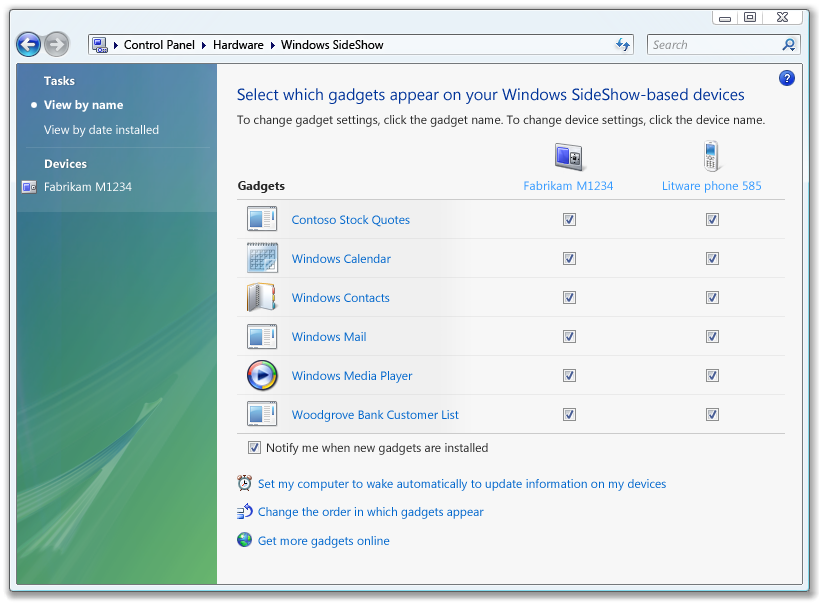 Control Panel Hardware Windows SideShow
Search
Tasks
View by name
View by date installed
Devices
Fabrikam M1234
?
Select which gadgets appear on your Windows SideShow-based devices
To change gadget settings, click the gadget name. To change device settings, click the device name.
Gadgets Fabrikam M1234 Litware phone 585
Contoso Stock Quotes
Windows Calendar
Windows Contacts
Windows Mail
Windows Media Player
Woodgrove Bank Customer List
Notify me when new gadgets are installed
Set my computer to wake automatically to update information on my devices
Change the order in which gadgets appear
Get more gadgets online